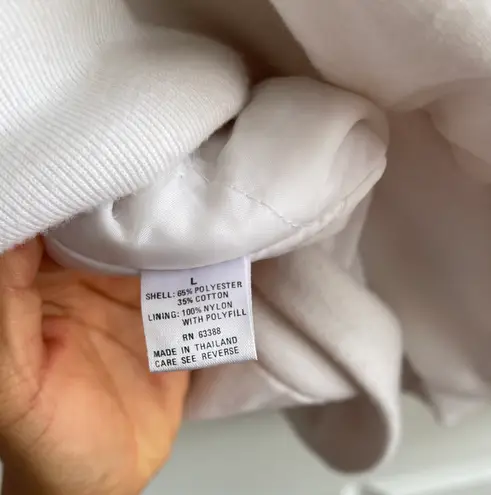 L
SHELL: 65% POLYESTER
35% COTTON
LINING: 100% NYLON
WITH POLYFILL
RN 63388
MADE IN THAILAND
CARE SEE REVERSE